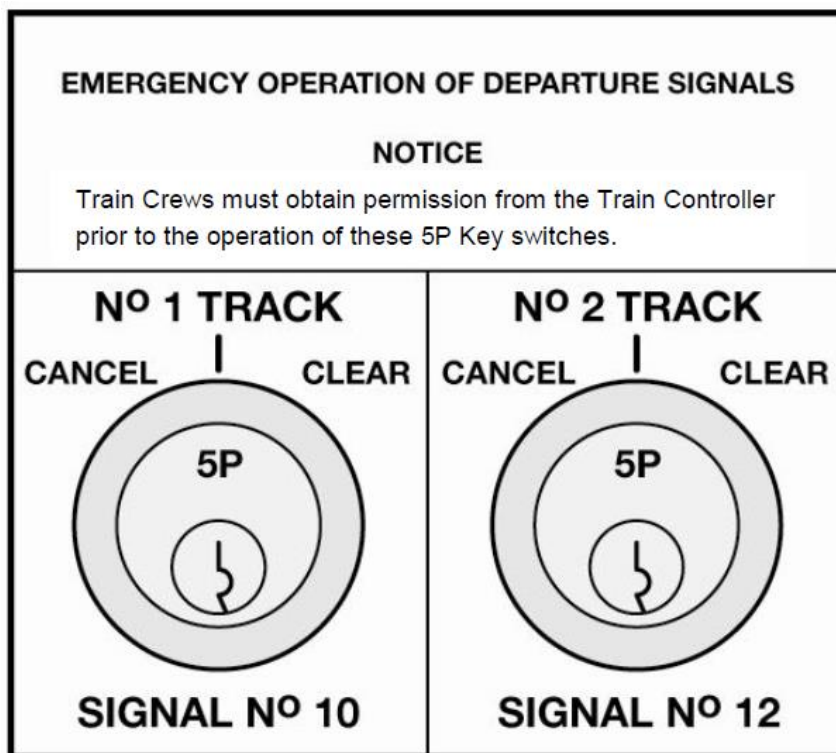 EMERGENCY OPERATION OF DEPARTURE SIGNALS
NOTICE
Train Crews must obtain permission from the Train Controller
prior to the operation of these 5P Key switches.
Nº 1 TRACK
CANCEL CLEAR
5P
SIGNAL Nº 10
Nº 2 TRACK
CANCEL CLEAR
5P
SIGNAL Nº 12